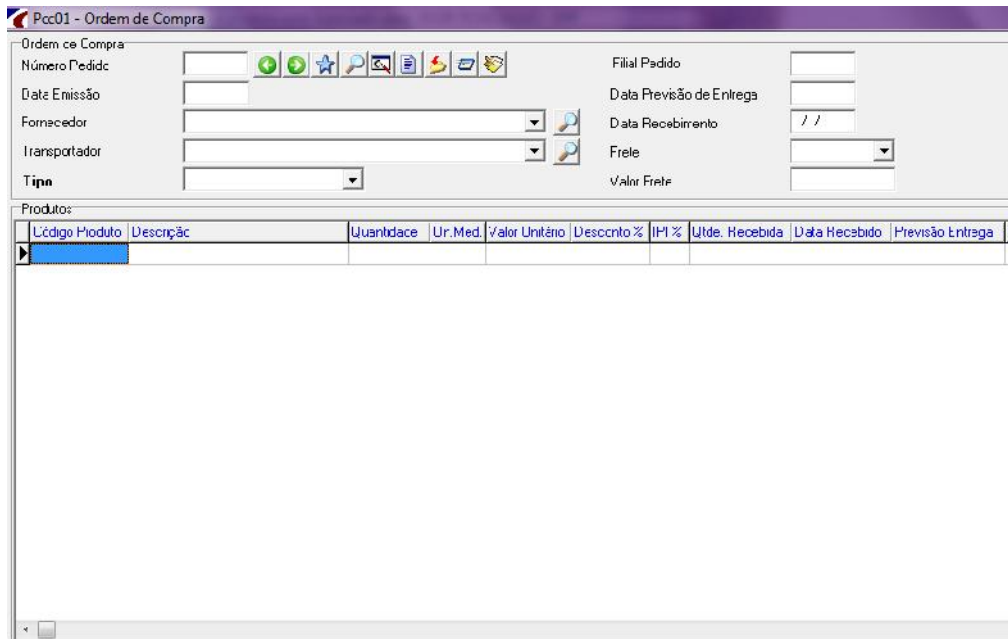 Pcc01 - Ordem de Compra
Ordem de Compra
Número Pedido
Filial Pedido
Data Emissão
Data Previsão de Entrega
Fornecedor
Data Recebimento / /
Transportador
Frete
Tipo
Valor Frete
Produtos
Código Produto Descrição Quantidade Un.Med. Valor Unitário Desconto % IPI % Qtde. Recebida Data Recebido Previsão Entrega